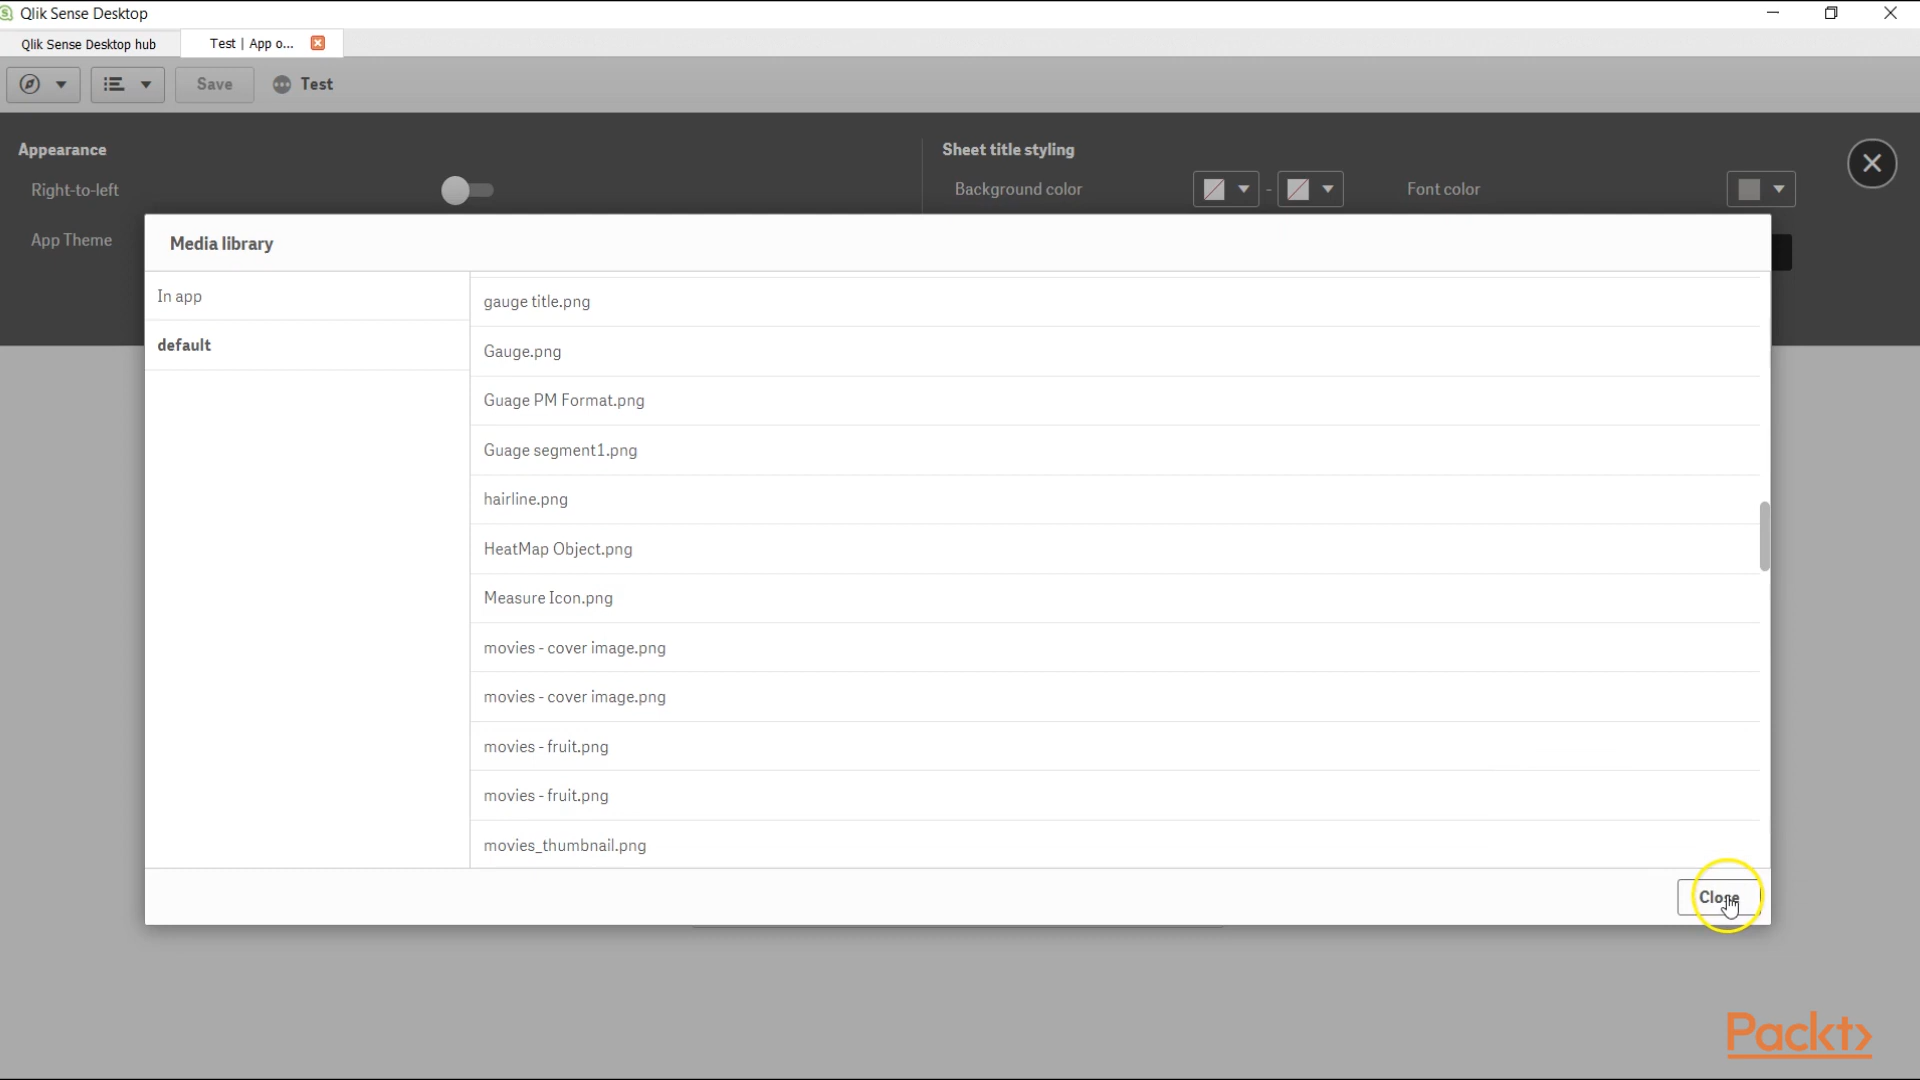 Qlik Sense Desktop
Qlik Sense Desktop hub
Test | App o...
Save
Test
Appearance
Sheet title styling
Right-to-left
Background color
-
Font color
App Theme
Media library
In app
default
gauge title.png
Gauge.png
Guage PM Format.png
Guage segment1.png
hairline.png
HeatMap Object.png
Measure Icon.png
movies - cover image.png
movies - cover image.png
movies - fruit.png
movies - fruit.png
movies_thumbnail.png
Close
Packt>